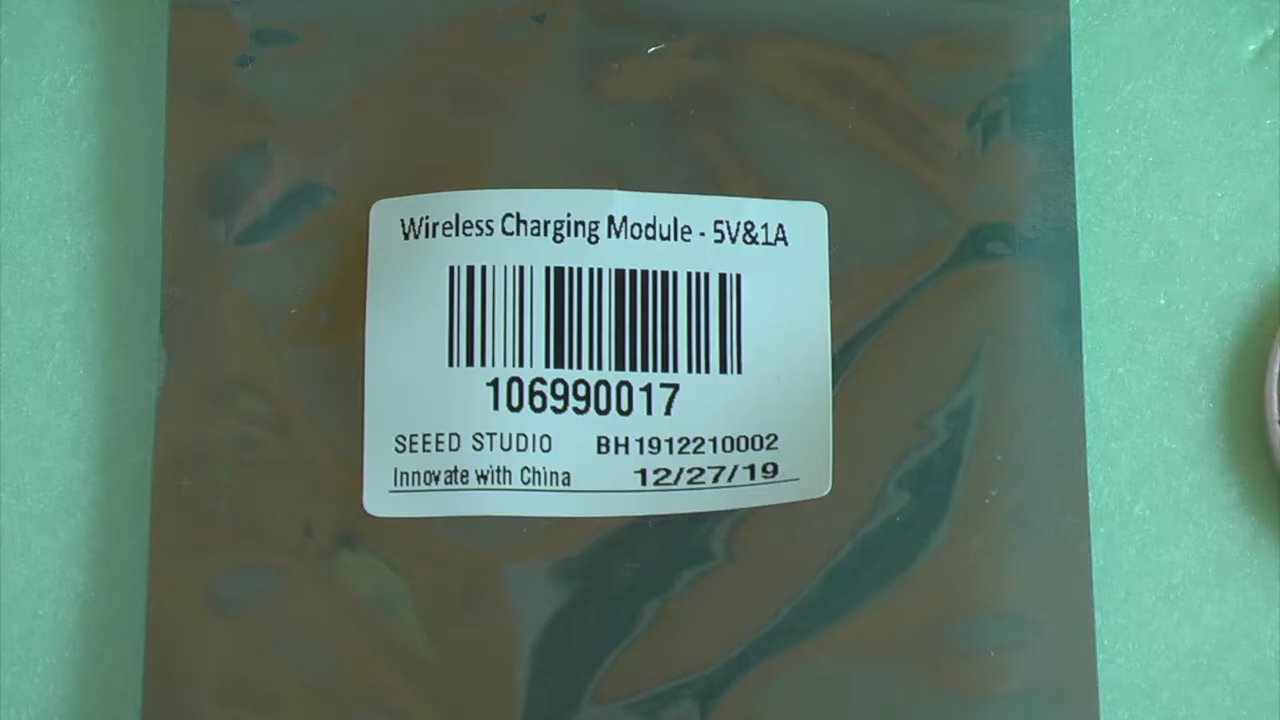 Wireless Charging Module - 5V&1A
106990017
SEEED STUDIO BH1912210002
Innovate with China 12/27/19